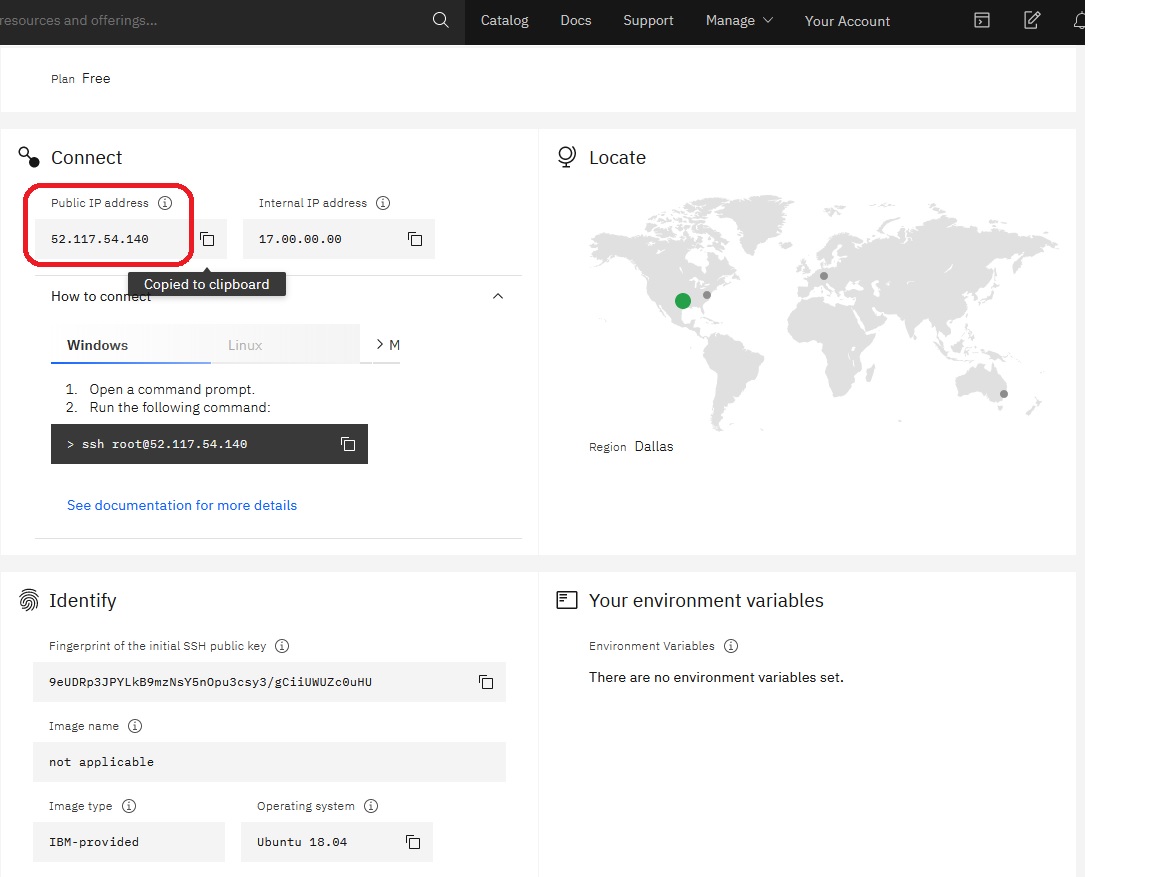 resources and offerings...
Catalog Docs Support Manage Your Account
Plan Free
Connect
Public IP address
52.117.54.140
Internal IP address
17.00.00.00
Copied to clipboard
How to connect
Windows Linux > M
1. Open a command prompt.
2. Run the following command:
> ssh root@52.117.54.140
See documentation for more details
Locate
Region Dallas
Identify
Fingerprint of the initial SSH public key
9eUDRp3JPYLkB9mzNsY5nOpu3csy3/gCiiUWUZc0uHU
Image name
not applicable
Image type
IBM-provided
Operating system
Ubuntu 18.04
Your environment variables
Environment Variables
There are no environment variables set.